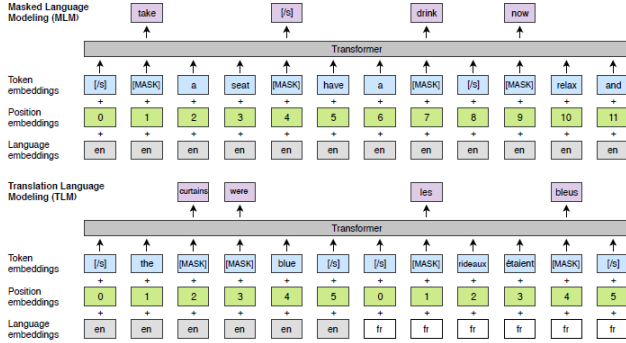 Masked Language Modeling (MLM)
take [/s] drink now
Transformer
Token embeddings
[/s] [MASK] a seat [MASK] have a [MASK] [/s] [MASK] relax and
+ + + + + + + + + + + +
Position embeddings
0 1 2 3 4 5 6 7 8 9 10 11
+ + + + + + + + + + + +
Language embeddings
en en en en en en en en en en en en
Translation Language Modeling (TLM)
curtains were les bleus
Transformer
Token embeddings
[/s] the [MASK] [MASK] blue [/s] [/s] [MASK] rideaux étaient [MASK] [/s]
+ + + + + + + + + + + +
Position embeddings
0 1 2 3 4 5 0 1 2 3 4 5
+ + + + + + + + + + + +
Language embeddings
en en en en en en fr fr fr fr fr fr